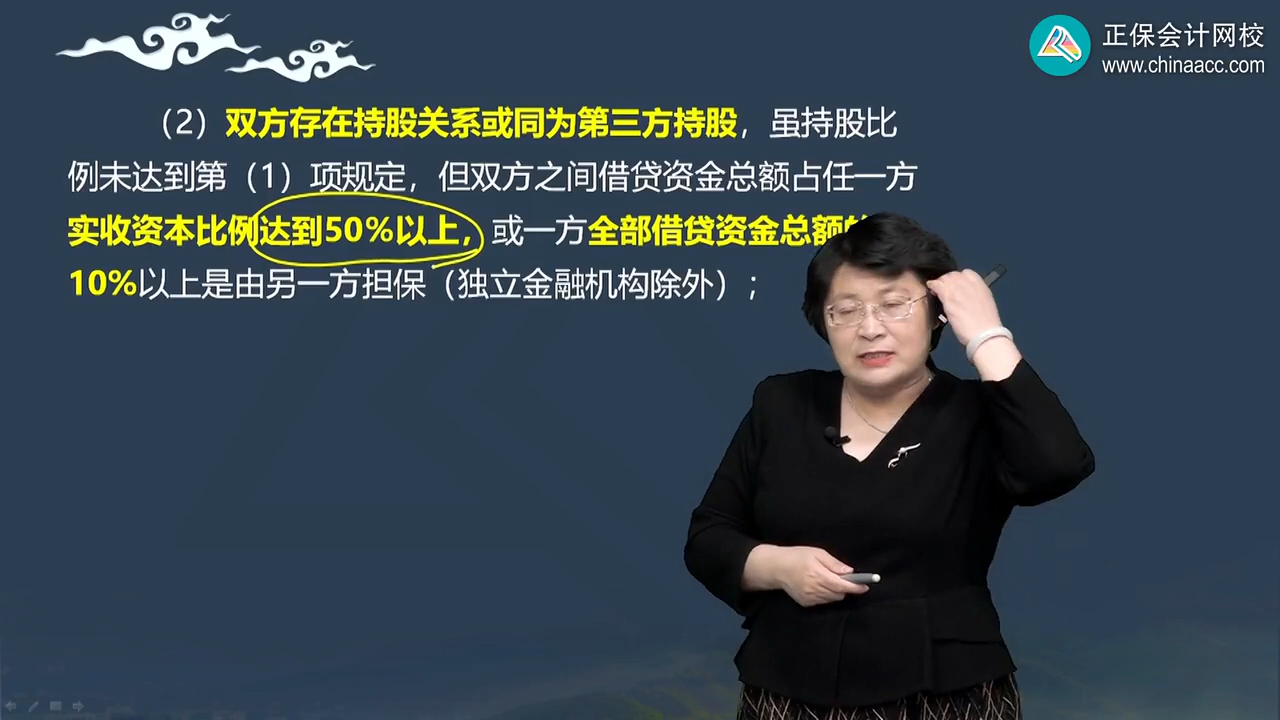 正保会计网校
www.chinaacc.com
（2）双方存在持股关系或同为第三方持股，虽持股比
例未达到第（1）项规定，但双方之间借贷资金总额占任一方
实收资本比例达到50%以上，或一方全部借贷资金总额的
10%以上是由另一方担保（独立金融机构除外）；